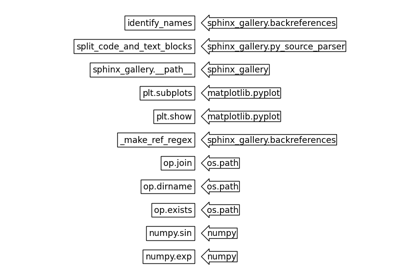 identify_names sphinx_gallery.backreferences
split_code_and_text_blocks sphinx_gallery.py_source_parser
sphinx_gallery.__path__ sphinx_gallery
plt.subplots matplotlib.pyplot
plt.show matplotlib.pyplot
_make_ref_regex sphinx_gallery.backreferences
op.join os.path
op.dirname os.path
op.exists os.path
numpy.sin numpy
numpy.exp numpy